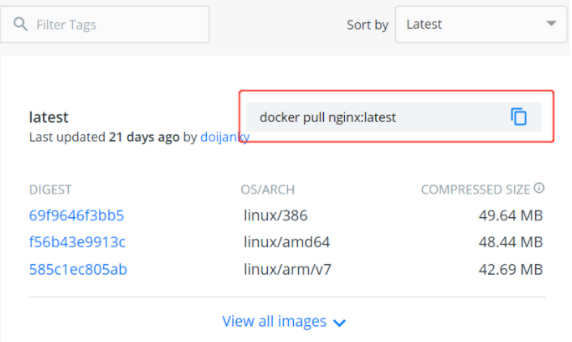 Filter Tags
Sort by Latest
latest
docker pull nginx:latest
Last updated 21 days ago by doijanky
DIGEST OS/ARCH COMPRESSED SIZE
69f9646f3bb5 linux/386 49.64 MB
f56b43e9913c linux/amd64 48.44 MB
585c1ec805ab linux/arm/v7 42.69 MB
View all images